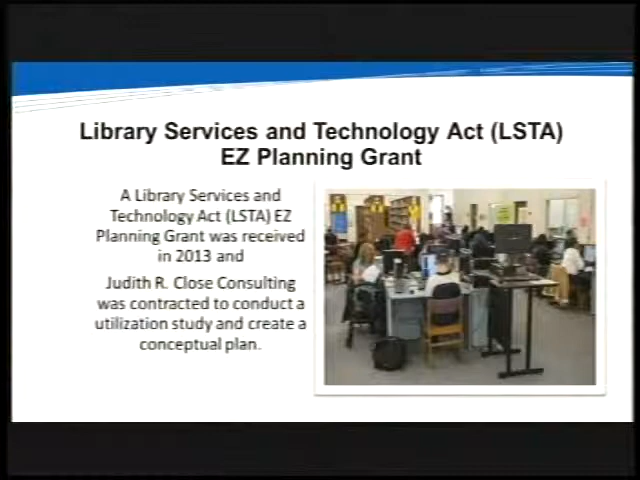 Library Services and Technology Act (LSTA)
EZ Planning Grant
A Library Services and
Technology Act (LSTA) EZ
Planning Grant was received
in 2013 and
Judith R. Close Consulting
was contracted to conduct a
utilization study and create a
conceptual plan.